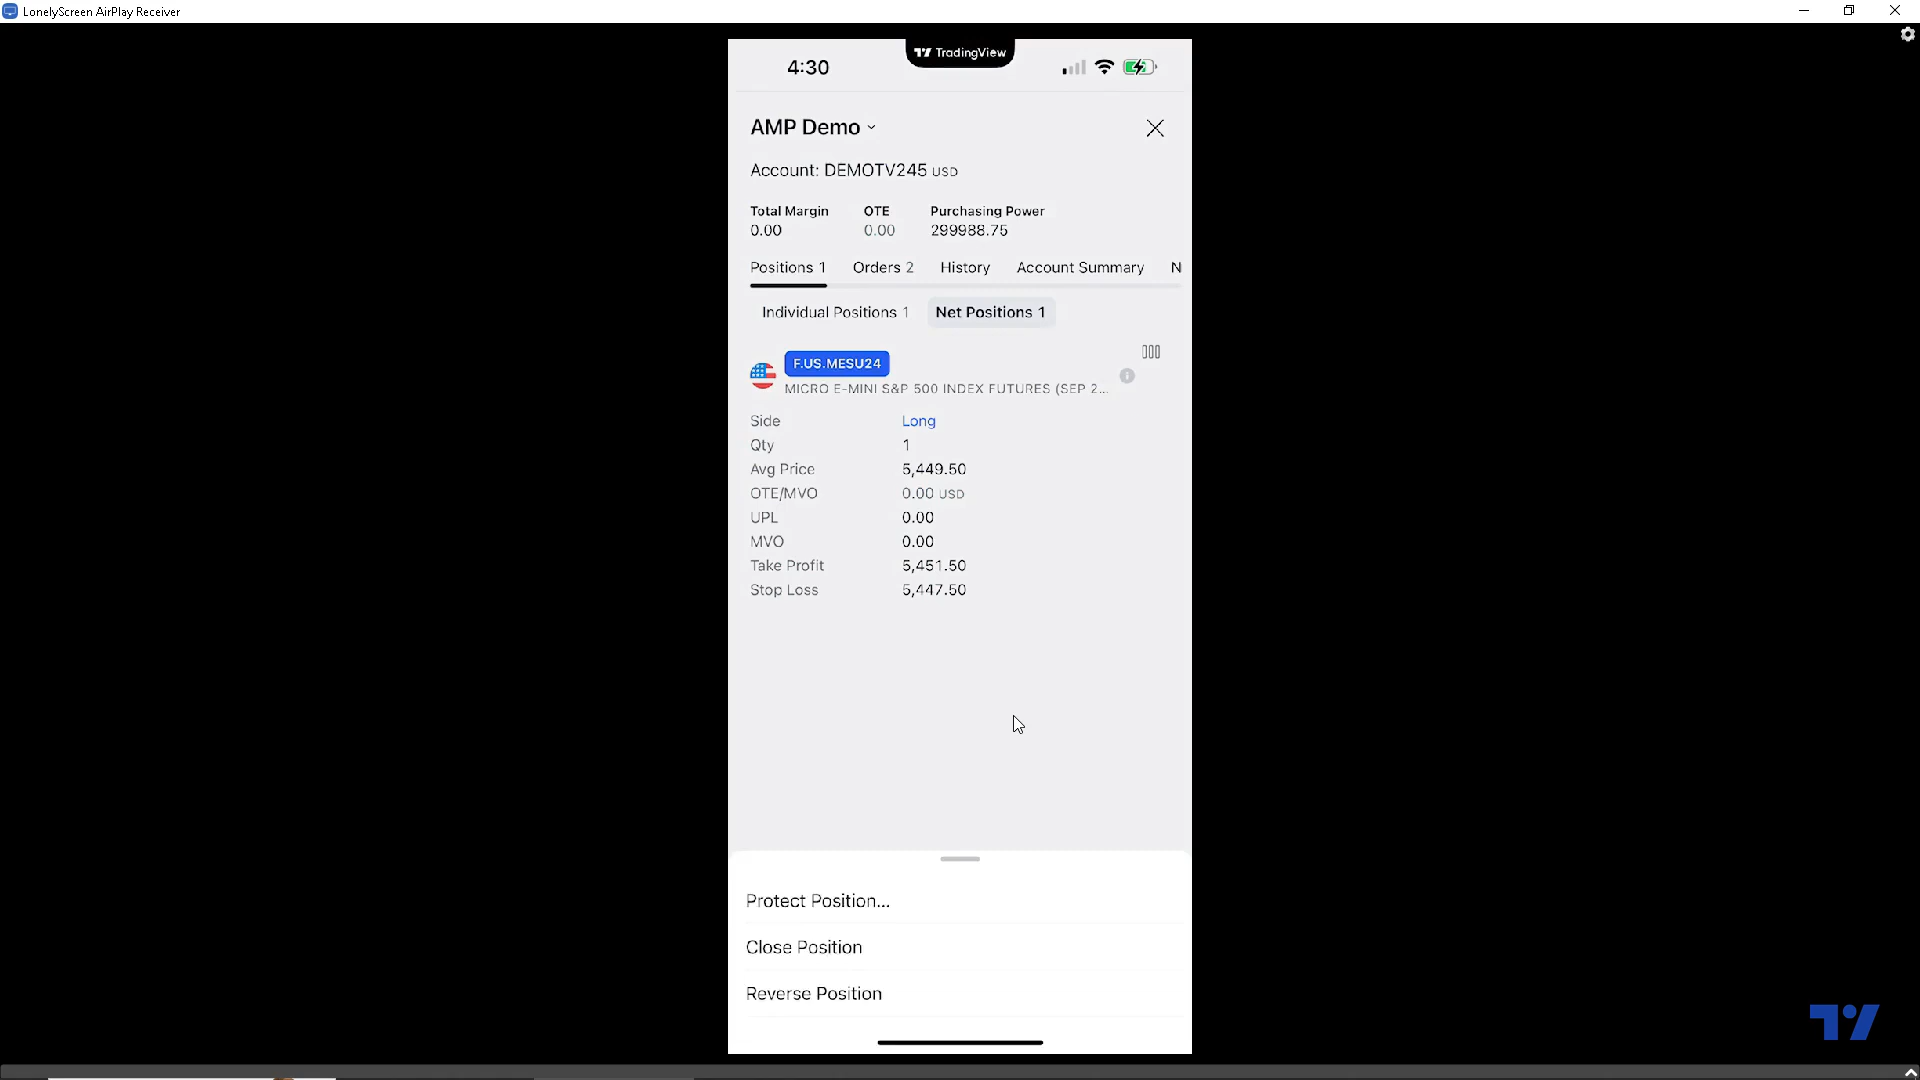 LonelyScreen AirPlay Receiver
4:30
TradingView
AMP Demo
Account: DEMOTV245 USD
Total Margin OTE Purchasing Power
0.00 0.00 299988.75
Positions 1 Orders 2 History Account Summary N
Individual Positions 1 Net Positions 1
F.US.MESU24
MICRO E-MINI S&P 500 INDEX FUTURES (SEP 2...
Side Long
Qty 1
Avg Price 5,449.50
OTE/MVO 0.00 USD
UPL 0.00
MVO 0.00
Take Profit 5,451.50
Stop Loss 5,447.50
Protect Position...
Close Position
Reverse Position